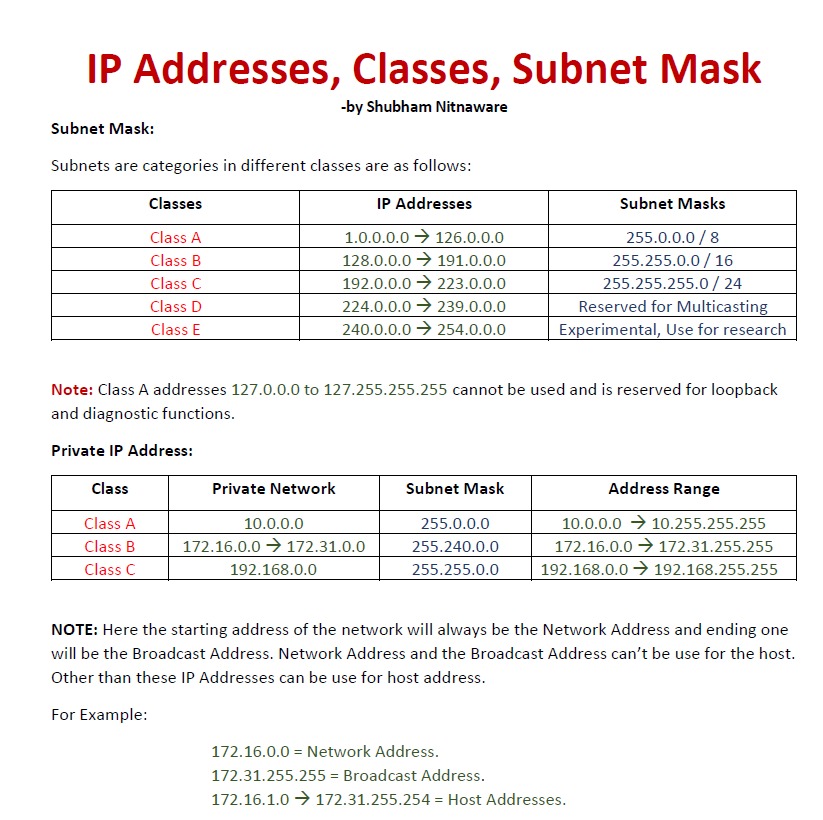 IP Addresses, Classes, Subnet Mask
-by Shubham Nitnaware
Subnet Mask:
Subnets are categories in different classes are as follows:
Classes IP Addresses Subnet Masks
Class A 1.0.0.0.0 → 126.0.0.0 255.0.0.0 / 8
Class B 128.0.0.0 → 191.0.0.0 255.255.0.0 / 16
Class C 192.0.0.0 → 223.0.0.0 255.255.255.0 / 24
Class D 224.0.0.0 → 239.0.0.0 Reserved for Multicasting
Class E 240.0.0.0 → 254.0.0.0 Experimental, Use for research
Note: Class A addresses 127.0.0.0 to 127.255.255.255 cannot be used and is reserved for loopback
and diagnostic functions.
Private IP Address:
Class Private Network Subnet Mask Address Range
Class A 10.0.0.0 255.0.0.0 10.0.0.0 → 10.255.255.255
Class B 172.16.0.0 → 172.31.0.0 255.240.0.0 172.16.0.0 → 172.31.255.255
Class C 192.168.0.0 255.255.0.0 192.168.0.0 → 192.168.255.255
NOTE: Here the starting address of the network will always be the Network Address and ending one
will be the Broadcast Address. Network Address and the Broadcast Address can’t be use for the host.
Other than these IP Addresses can be use for host address.
For Example:
172.16.0.0 = Network Address.
172.31.255.255 = Broadcast Address.
172.16.1.0 → 172.31.255.254 = Host Addresses.